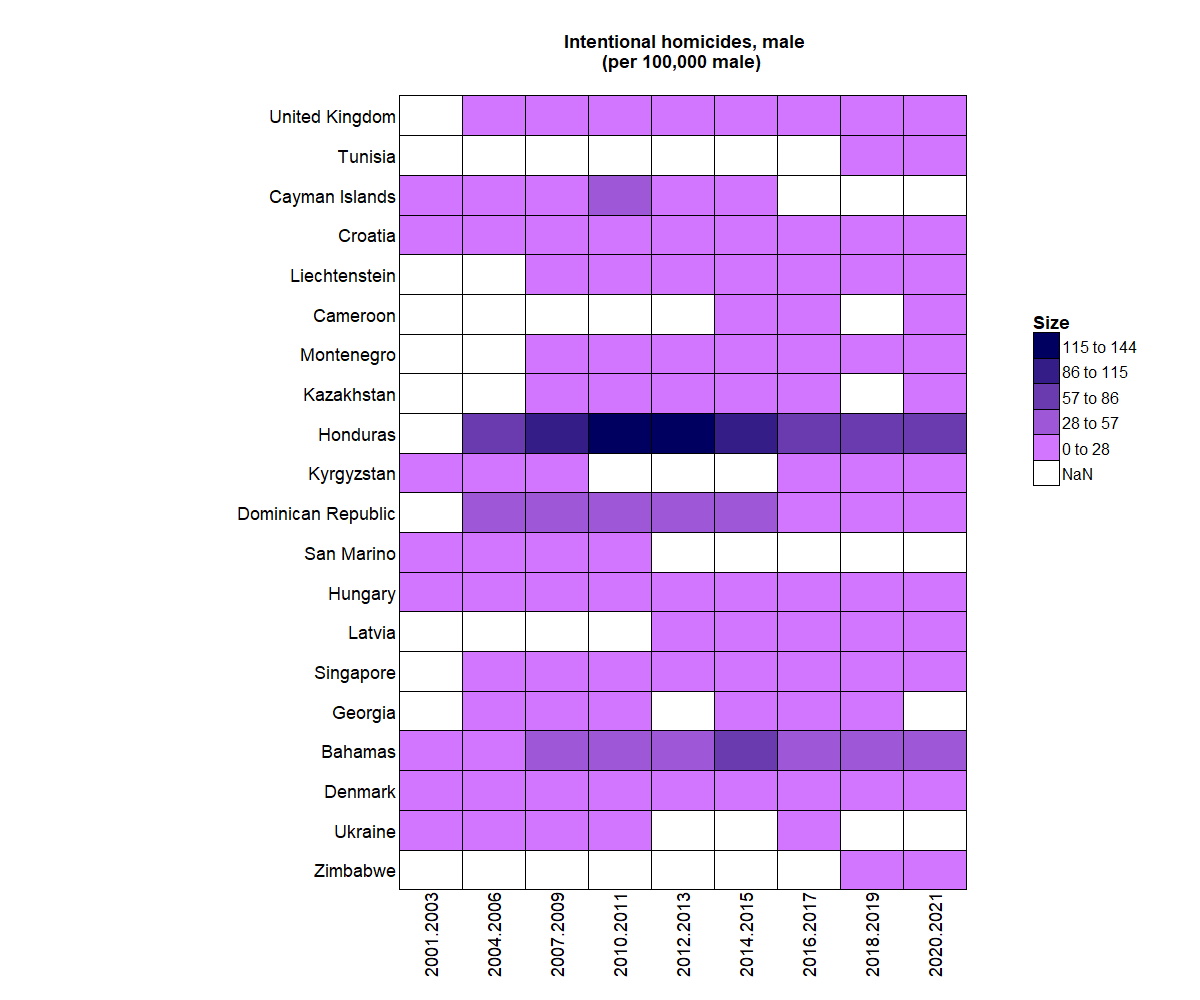 Intentional homicides, male
(per 100,000 male)
United Kingdom
Tunisia
Cayman Islands
Croatia
Liechtenstein
Cameroon
Montenegro
Kazakhstan
Honduras
Kyrgyzstan
Dominican Republic
San Marino
Hungary
Latvia
Singapore
Georgia
Bahamas
Denmark
Ukraine
Zimbabwe
2001.2003
2004.2006
2007.2009
2010.2011
2012.2013
2014.2015
2016.2017
2018.2019
2020.2021
Size
115 to 144
86 to 115
57 to 86
28 to 57
0 to 28
NaN